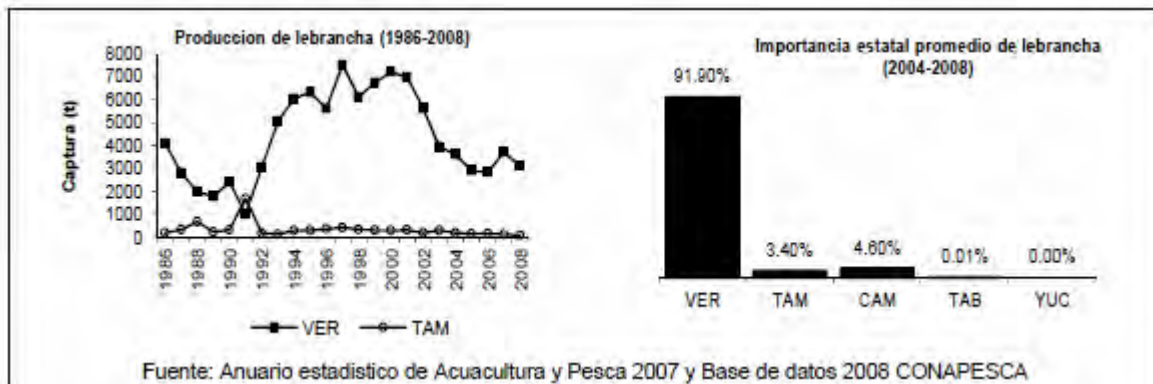 Produccion de lebrancha (1986-2008)
8000
7000
6000
5000
4000
3000
2000
1000
0
Captura (t)
1986
1988
1990
1992
1994
1996
1998
2000
2002
2004
2006
2008
VER
TAM
Importancia estatal promedio de lebrancha
(2004-2008)
91.90%
3.40%
4.60%
0.01%
0.00%
VER
TAM
CAM
TAB
YUC
Fuente: Anuario estadistico de Acuacultura y Pesca 2007 y Base de datos 2008 CONAPESCA